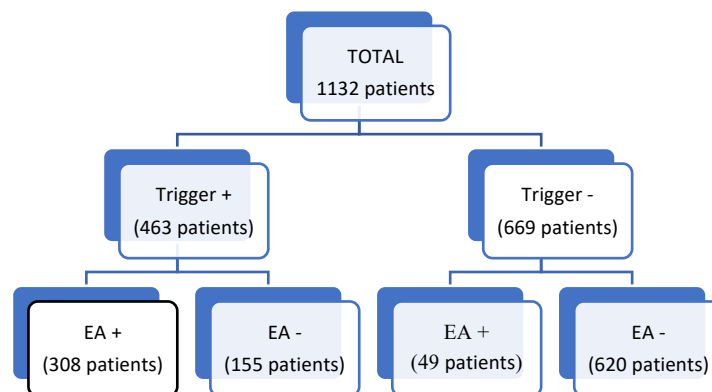 TOTAL
1132 patients
Trigger +
(463 patients)
Trigger -
(669 patients)
EA +
(308 patients)
EA -
(155 patients)
EA +
(49 patients)
EA -
(620 patients)